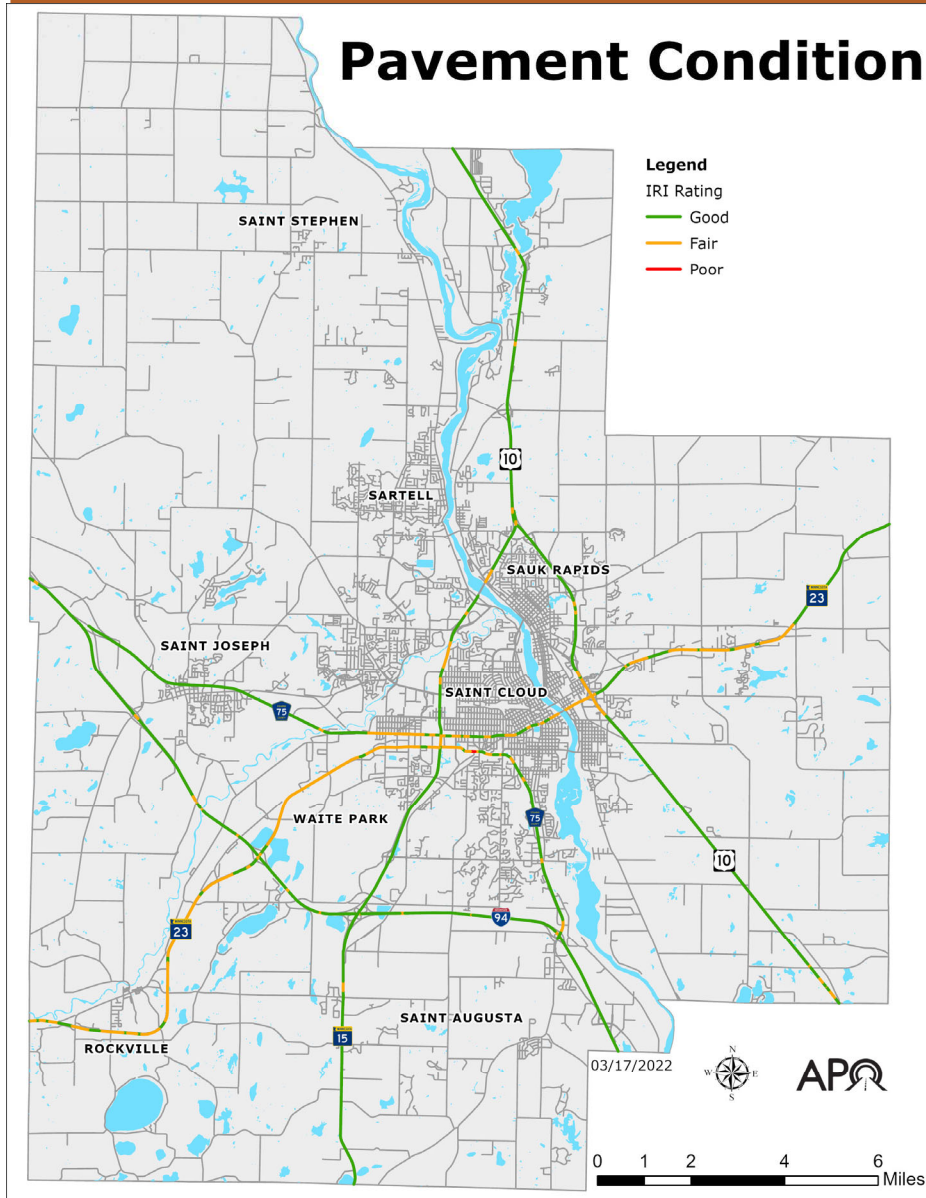 Pavement Condition
Legend
IRI Rating
Good
Fair
Poor
SAINT STEPHEN
10
SARTELL
SAUK RAPIDS
23
SAINT JOSEPH
SAINT CLOUD
75
WAITE PARK
75
10
94
23
SAINT AUGUSTA
15
ROCKVILLE
03/17/2022
N
W E
S
APO
0 1 2 4 6
Miles